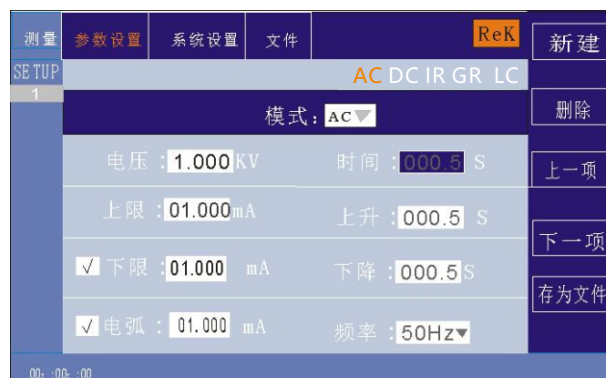 测量 参数设置 系统设置 文件 ReK 新建
SETUP AC DC IR GR LC
1
模式：AC 删除
电压：1.000 KV 时间：000.5 S 上一项
上限：01.000 mA 上升：000.5 S
下一项
√ 下限：01.000 mA 下降：000.5 S
存为文件
√ 电弧：01.000 mA 频率：50Hz
00: :00: :00